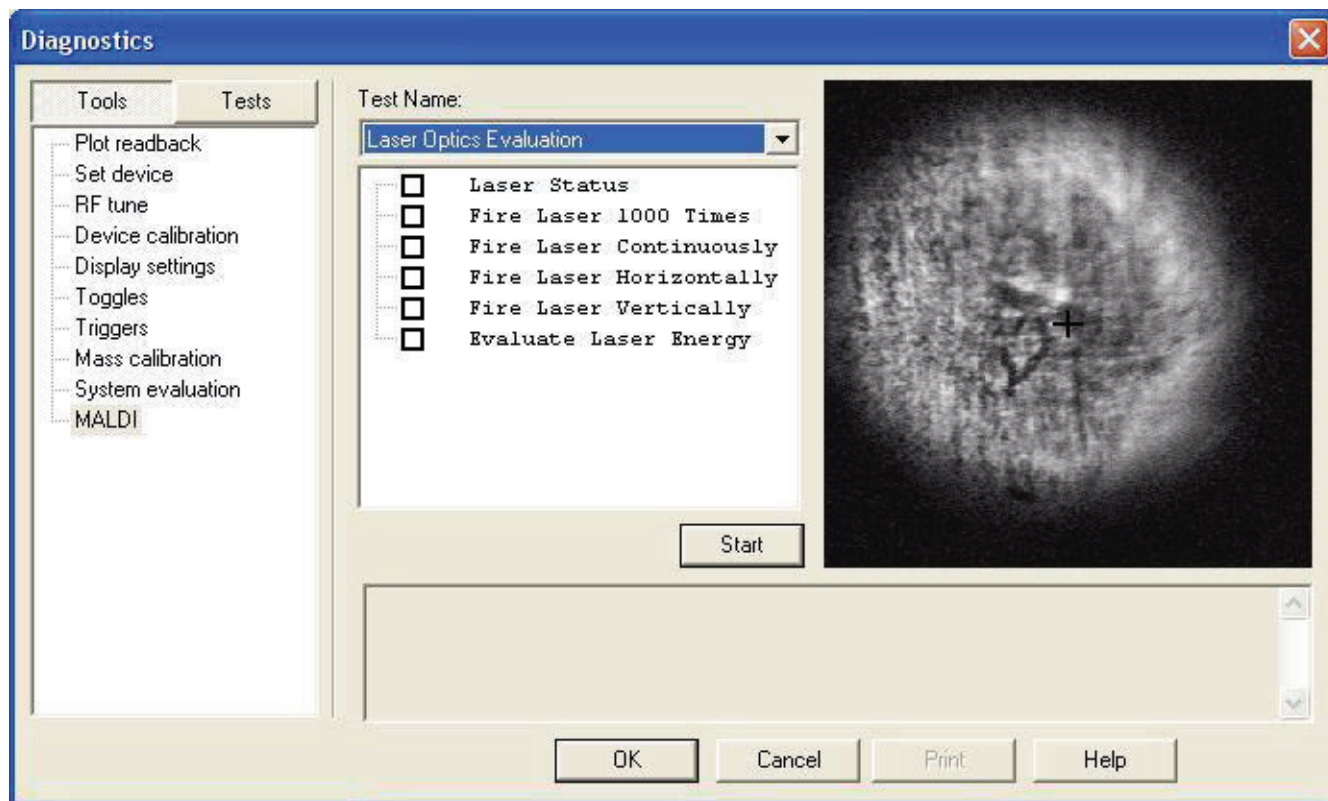 Diagnostics
Tools Tests
Plot readback
Set device
RF tune
Device calibration
Display settings
Toggles
Triggers
Mass calibration
System evaluation
MALDI
Test Name:
Laser Optics Evaluation
Laser Status
Fire Laser 1000 Times
Fire Laser Continuously
Fire Laser Horizontally
Fire Laser Vertically
Evaluate Laser Energy
Start
OK Cancel Print Help